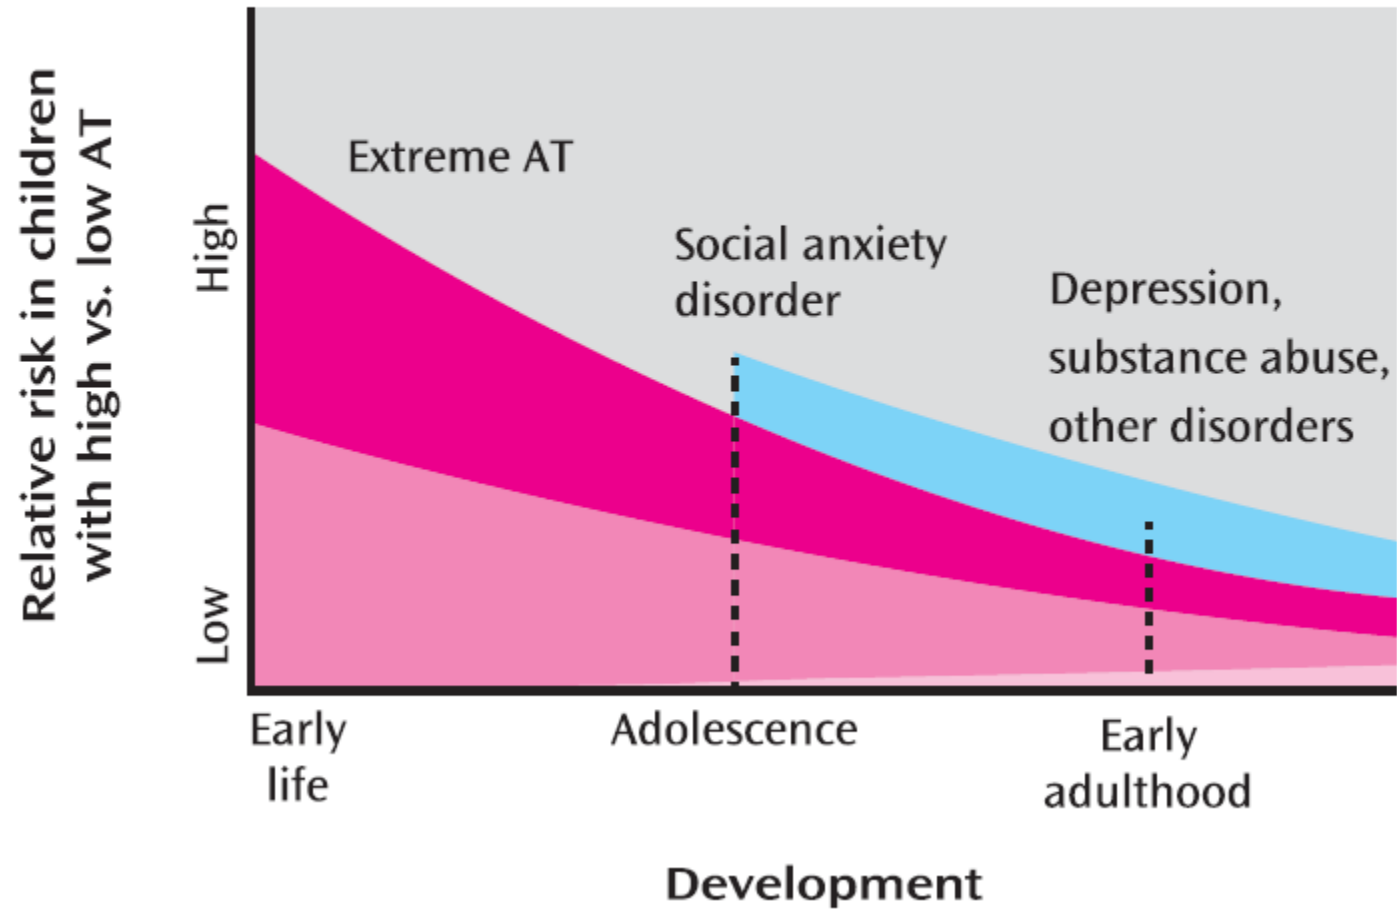 Relative risk in children
with high vs. low AT
High
Low
Extreme AT
Social anxiety
disorder
Depression,
substance abuse,
other disorders
Early
life
Adolescence
Early
adulthood
Development